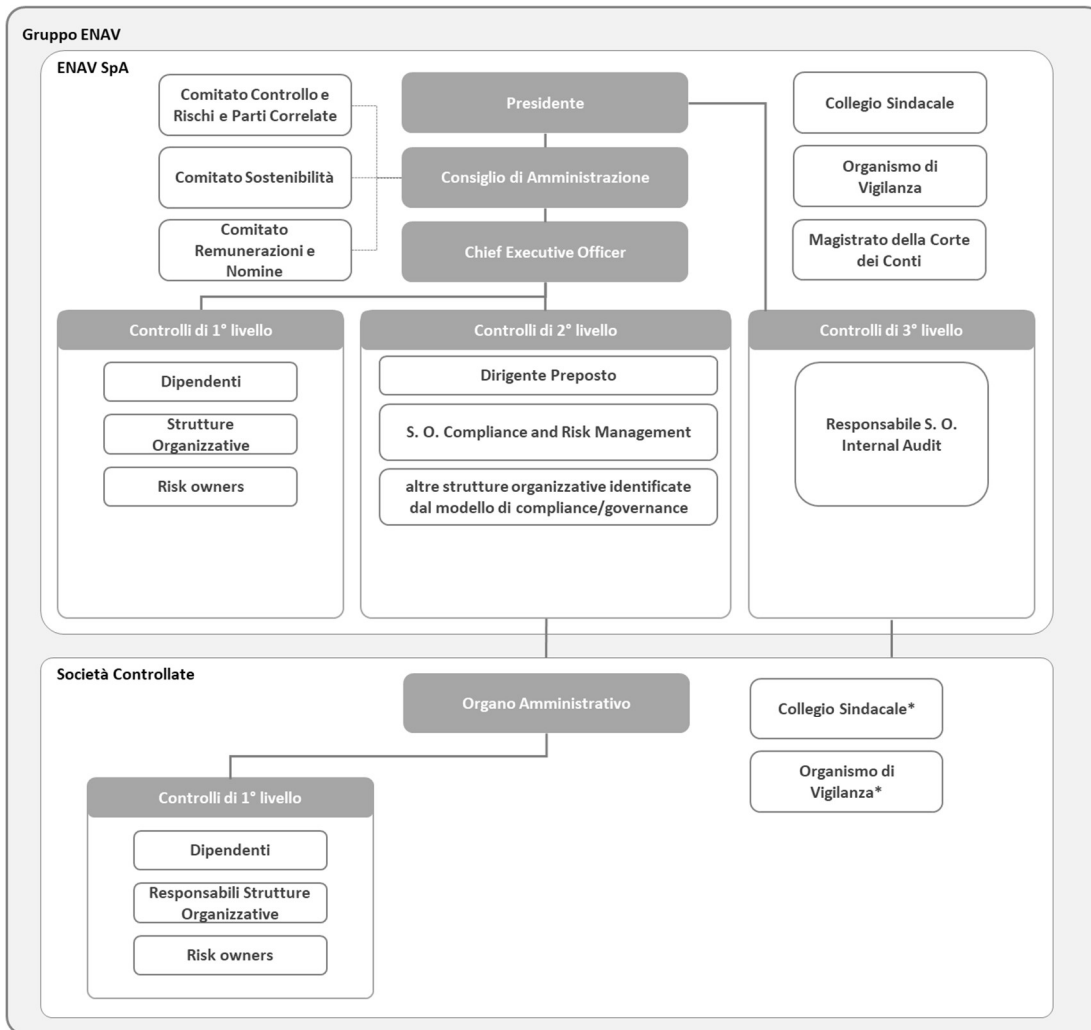 Gruppo ENAV
ENAV SpA
Comitato Controllo e
Rischi e Parti Correlate
Comitato Sostenibilità
Comitato
Remunerazioni e
Nomine
Presidente
Consiglio di Amministrazione
Chief Executive Officer
Collegio Sindacale
Organismo di
Vigilanza
Magistrato della Corte
dei Conti
Controlli di 1° livello
Dipendenti
Strutture
Organizzative
Risk owners
Controlli di 2° livello
Dirigente Preposto
S. O. Compliance and Risk Management
altre strutture organizzative identificate
dal modello di compliance/governance
Controlli di 3° livello
Responsabile S. O.
Internal Audit
Società Controllate
Organo Amministrativo
Collegio Sindacale*
Organismo di
Vigilanza*
Controlli di 1° livello
Dipendenti
Responsabili Strutture
Organizzative
Risk owners